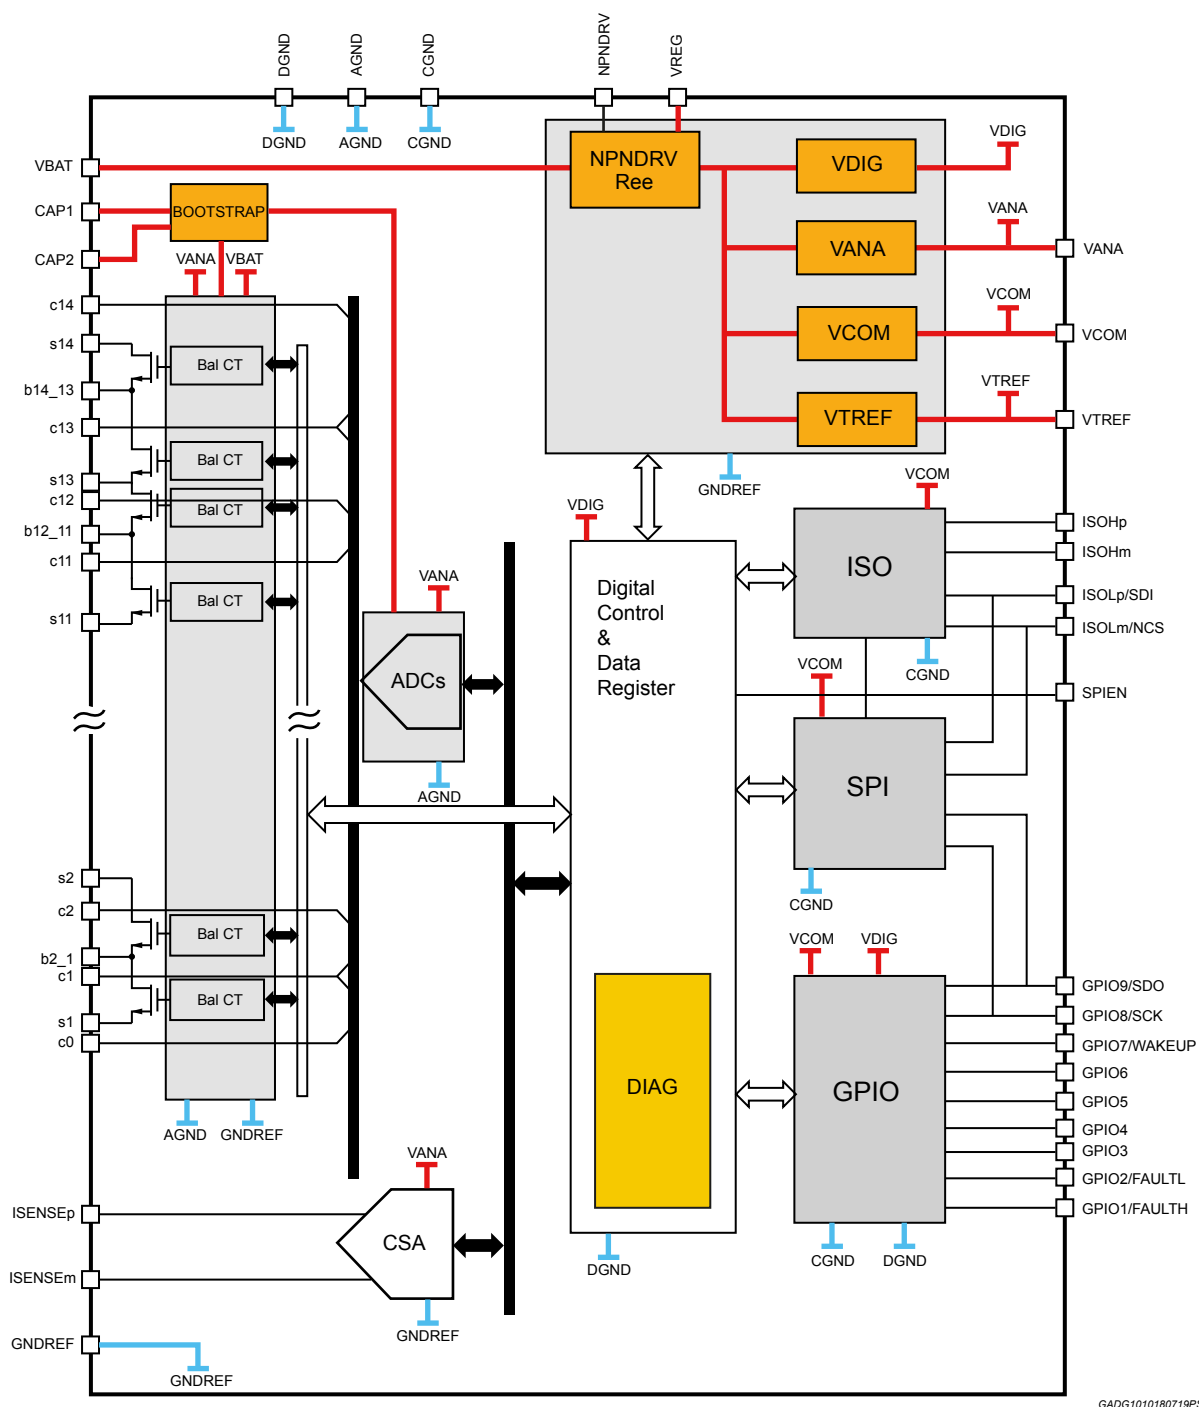 DGND
AGND
CGND
NPNDRV
VREG
DGND
AGND
CGND
VBAT
CAP1
CAP2
BOOTSTRAP
NPNDRV
Ree
VDIG
VDIG
VANA
VANA
VANA
VCOM
VCOM
VCOM
VTREF
VTREF
VTREF
GNDREF
VANA
VBAT
c14
s14
b14_13
c13
s13
c12
b12_11
c11
s11
Bal CT
Bal CT
Bal CT
Bal CT
s2
c2
b2_1
c1
s1
c0
Bal CT
Bal CT
AGND
GNDREF
VANA
ADCs
AGND
VDIG
Digital
Control
&
Data
Register
DIAG
DGND
VCOM
ISO
CGND
ISOHp
ISOHm
ISOLp/SDI
ISOLm/NCS
SPIEN
VCOM
SPI
CGND
VCOM
VDIG
GPIO
CGND
DGND
GPIO9/SDO
GPIO8/SCK
GPIO7/WAKEUP
GPIO6
GPIO5
GPIO4
GPIO3
GPIO2/FAULTL
GPIO1/FAULTH
VANA
CSA
GNDREF
ISENSEp
ISENSEm
GNDREF
GNDREF